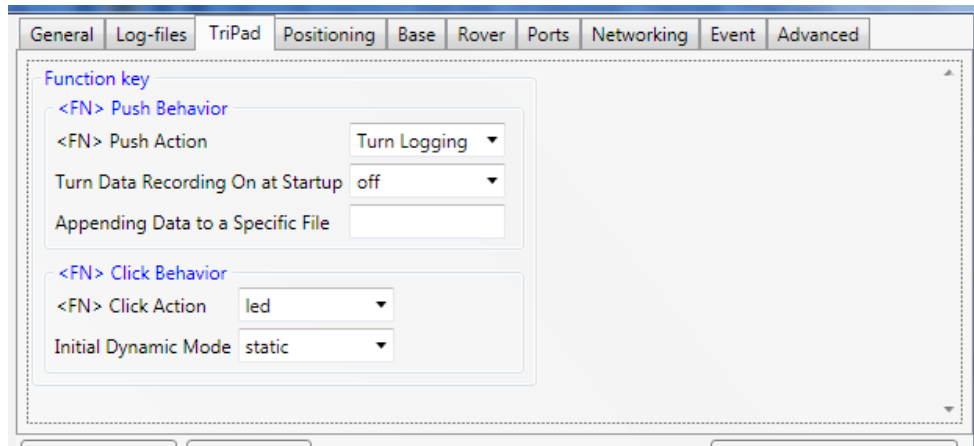 General Log-files TriPad Positioning Base Rover Ports Networking Event Advanced
Function key
<FN> Push Behavior
<FN> Push Action Turn Logging
Turn Data Recording On at Startup off
Appending Data to a Specific File
<FN> Click Behavior
<FN> Click Action led
Initial Dynamic Mode static